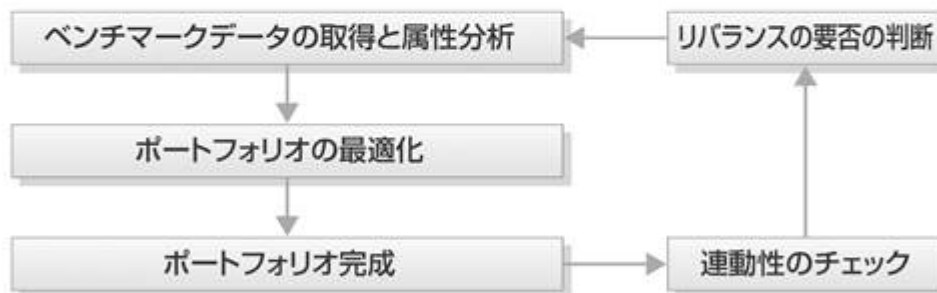 ベンチマークデータの取得と属性分析
リバランスの要否の判断
ポートフォリオの最適化
ポートフォリオ完成
連動性のチェック